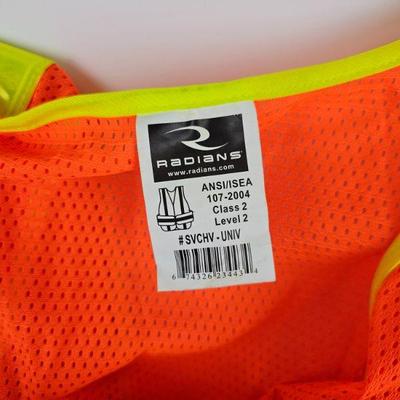 RADIANS
www.radians.com
ANSI/ISEA
107-2004
Class 2
Level 2
#SVCHV - UNIV
6 74326 23443 4